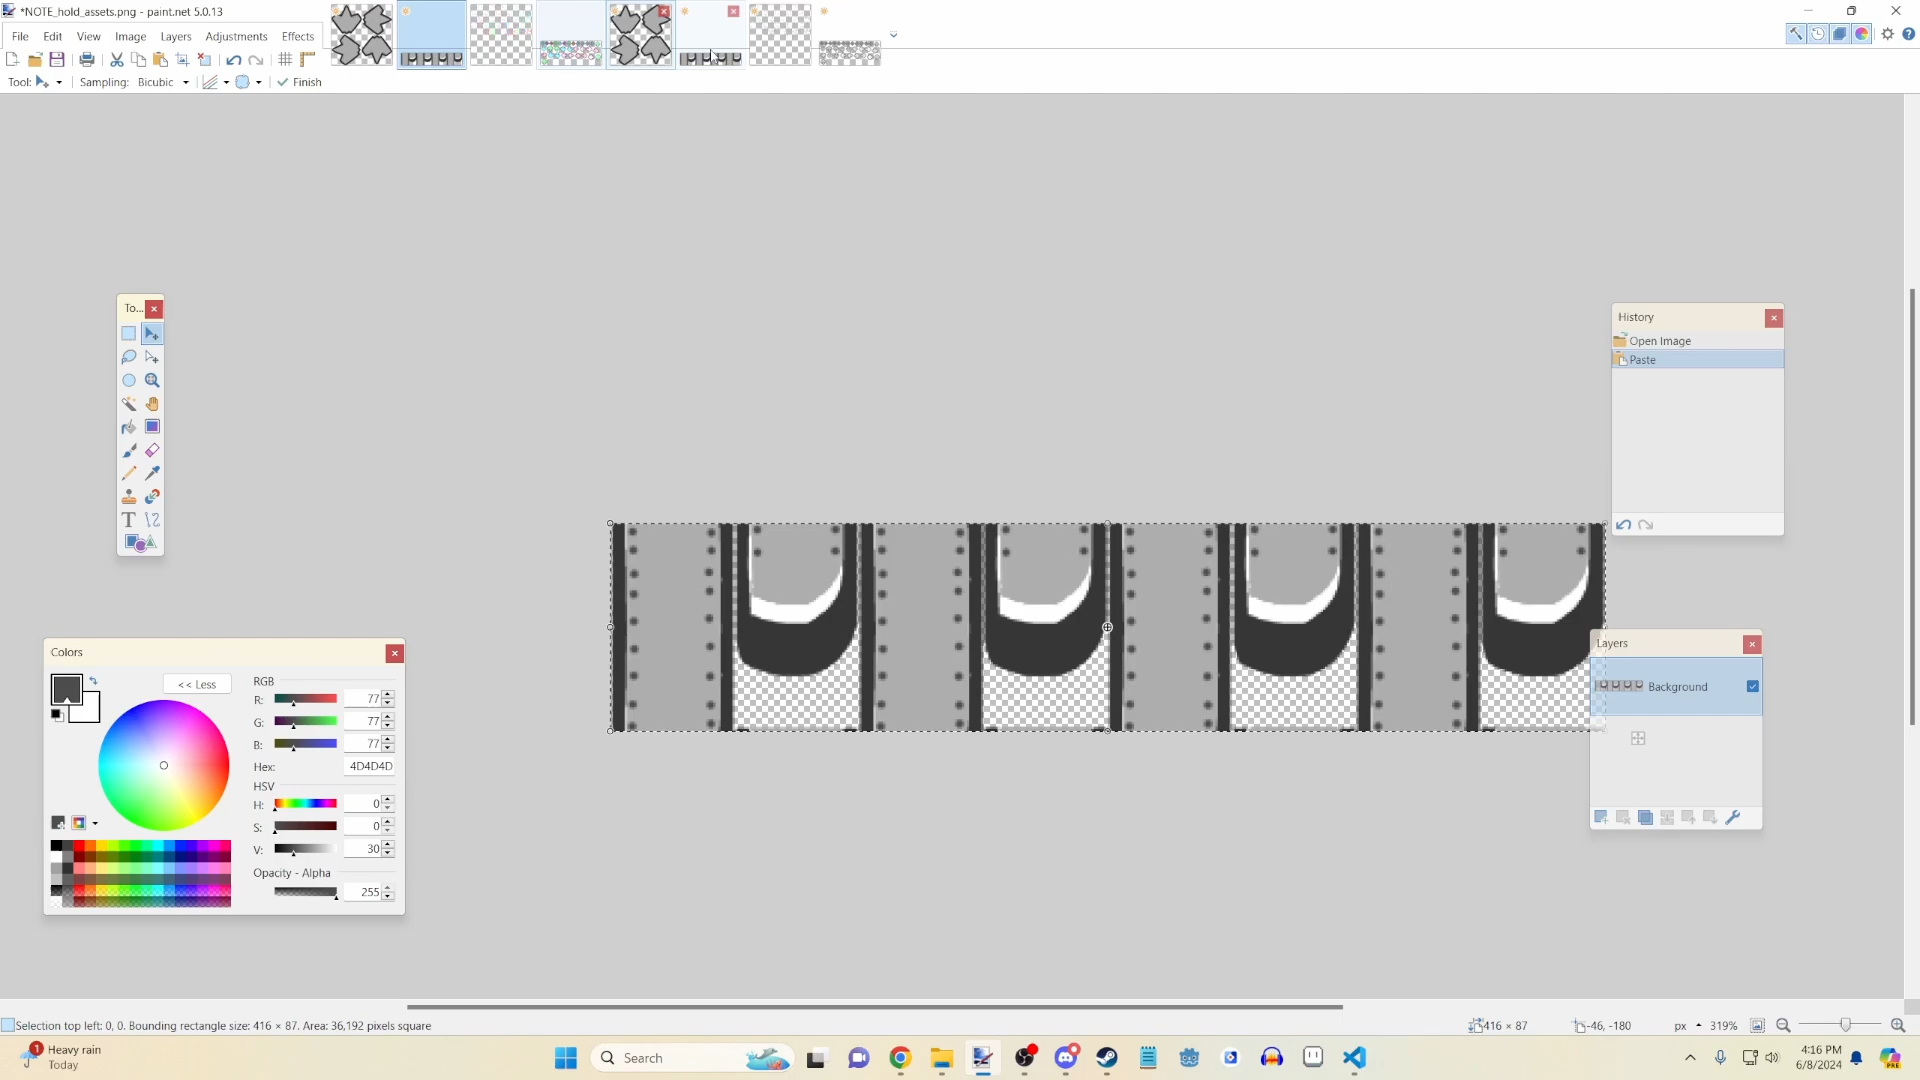 *NOTE_hold_assets.png - paint.net 5.0.13
File Edit View Image Layers Adjustments Effects
Tool: Sampling: Bicubic Finish
To...
History
Open Image
Paste
Colors
<< Less
RGB
R: 77
G: 77
B: 77
Hex: 4D4D4D
HSV
H: 0
S: 0
V: 30
Opacity - Alpha
255
Layers
Background
Selection top left: 0, 0. Bounding rectangle size: 416 × 87. Area: 36,192 pixels square
416 × 87
-46, -180
px
319%
1
Heavy rain
Today
Search
4:16 PM
6/8/2024
PRE